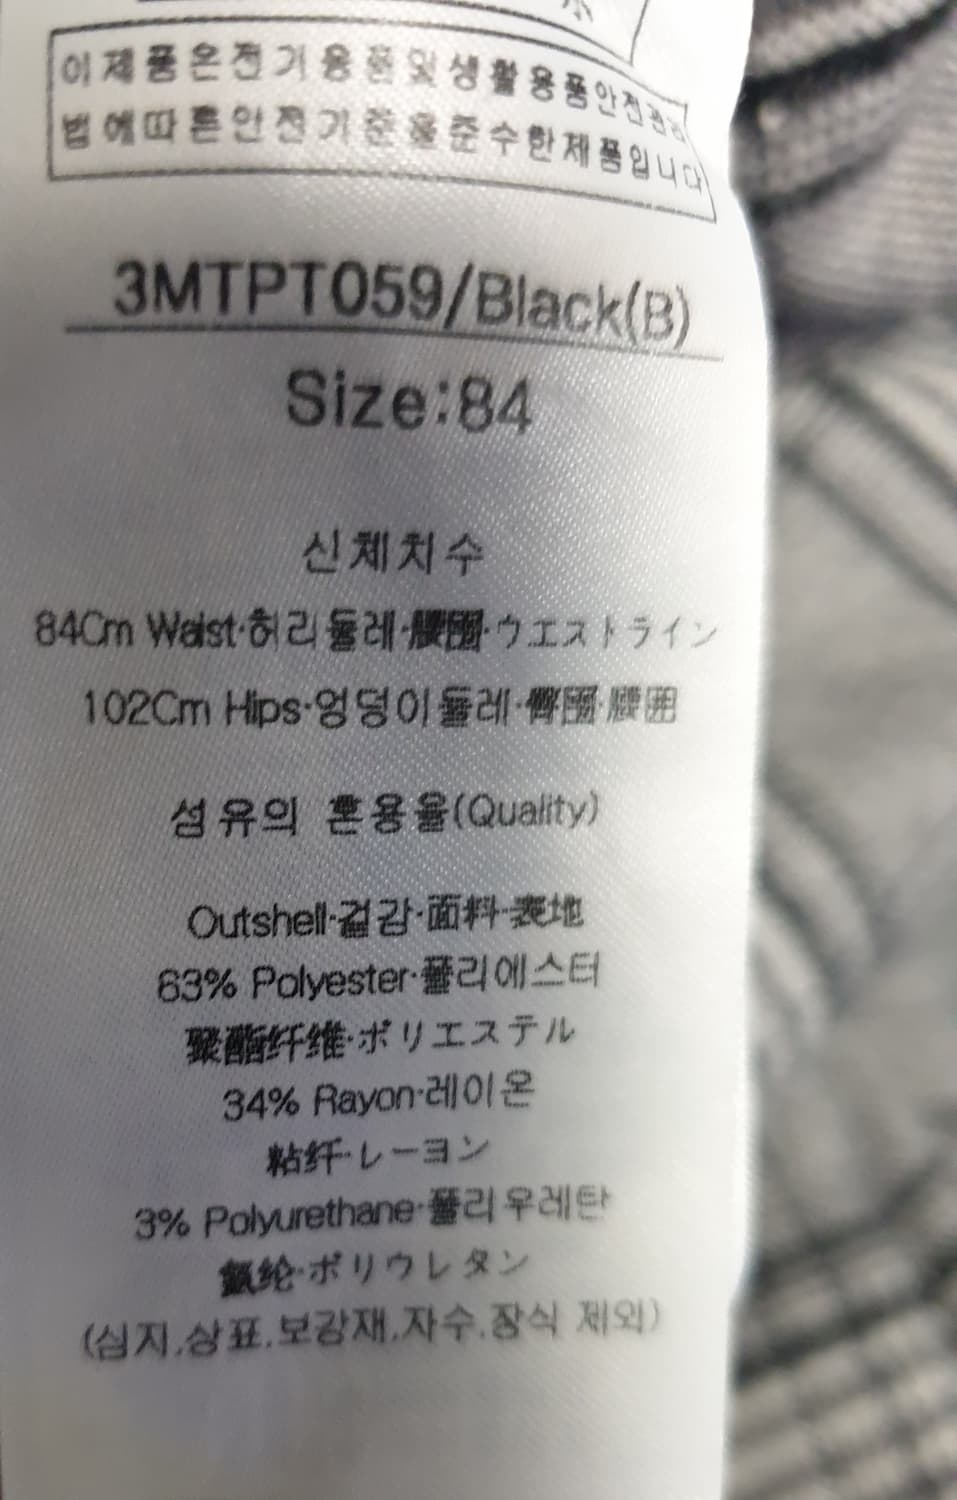 이제품은전기용품및생활용품안전관리
법에따른안전기준을준수한제품입니다
3MTPT059/Black(B)
Size:84
신체치수
84Cm Waist·허리둘레·腰围·ウエストライン
102Cm Hips·엉덩이둘레·臀围·腰囲
섬유의 혼용율(Quality)
Outshell·겉감·面料·表地
63% Polyester·폴리에스터
聚酯纤维·ポリエステル
34% Rayon·레이온
粘纤·レーヨン
3% Polyurethane·폴리우레탄
氨纶·ポリウレタン
(심지.상표.보강재.자수.장식 제외)